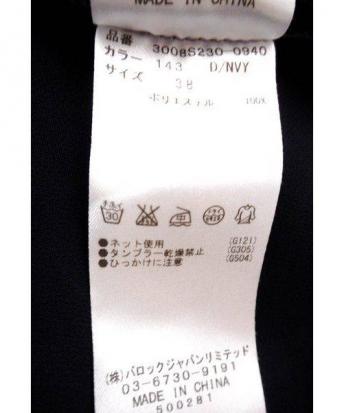 MADE IN CHINA
品番 3008S230-0940
カラー 143 D/NVY
サイズ 38
ポリエステル 100%
手洗イ
30
●ネット使用 (G121)
●タンブラー乾燥禁止 (G305)
●ひっかけに注意 (G504)
(株)バロックジャパンリミテッド
03-6730-9191
MADE IN CHINA
500281